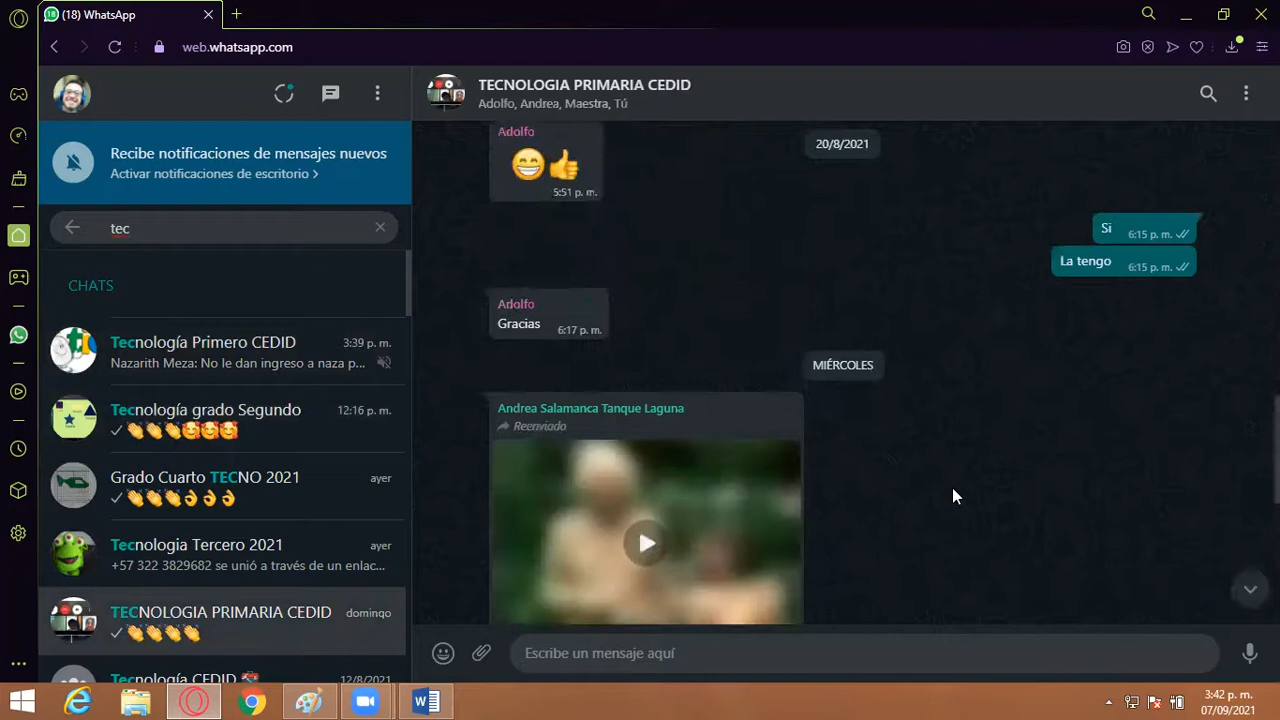 (18) WhatsApp
web.whatsapp.com
Recibe notificaciones de mensajes nuevos
Activar notificaciones de escritorio >
tec
CHATS
Tecnología Primero CEDID
3:39 p. m.
Nazarith Meza: No le dan ingreso a naza p...
Tecnología grado Segundo
12:16 p. m.
Grado Cuarto TECNO 2021
ayer
Tecnologia Tercero 2021
ayer
+57 322 3829682 se unió a través de un enlac...
TECNOLOGIA PRIMARIA CEDID
domingo
Tecnología CEDID
12/8/2021
TECNOLOGIA PRIMARIA CEDID
Adolfo, Andrea, Maestra, Tú
Adolfo
5:51 p. m.
20/8/2021
Si
6:15 p. m.
La tengo
6:15 p. m.
Adolfo
Gracias
6:17 p. m.
MIÉRCOLES
Andrea Salamanca Tanque Laguna
Reenviado
Escribe un mensaje aquí
3:42 p. m.
07/09/2021